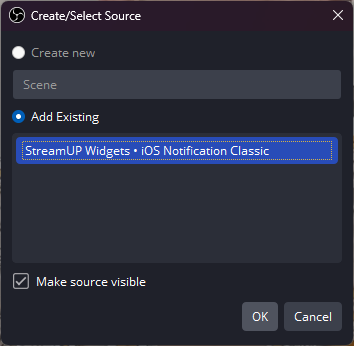 Create/Select Source
Create new
Scene
Add Existing
StreamUP Widgets • iOS Notification Classic
Make source visible
OK
Cancel